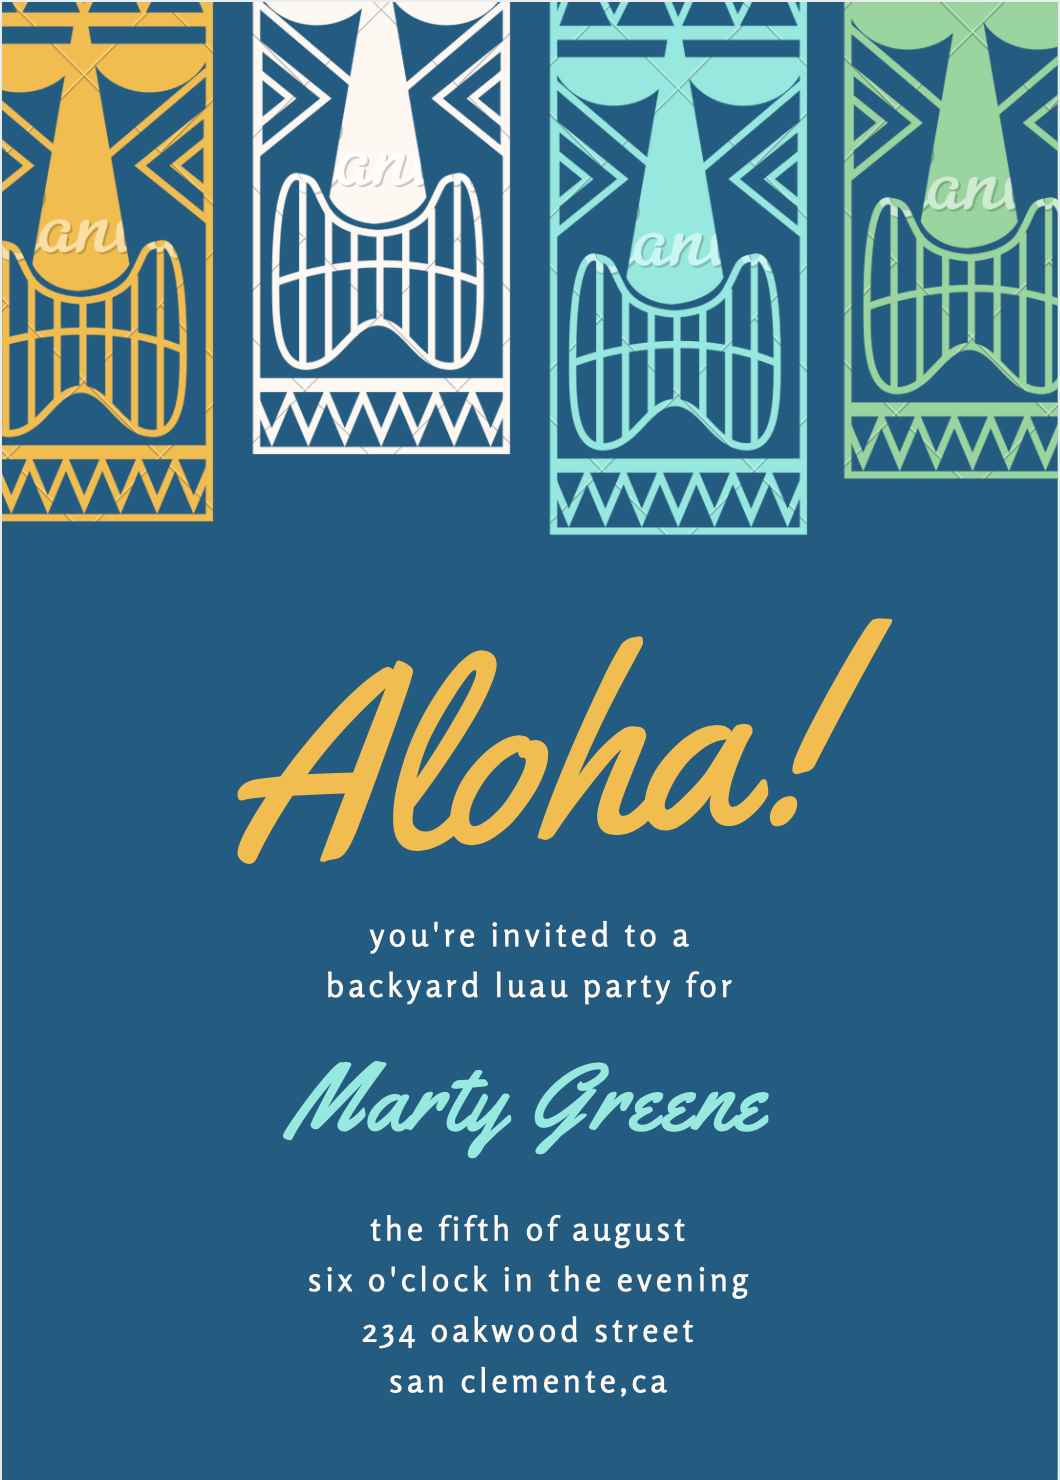 Aloha!
you're invited to a
backyard luau party for
Marty Greene
the fifth of august
six o'clock in the evening
234 oakwood street
san clemente,ca